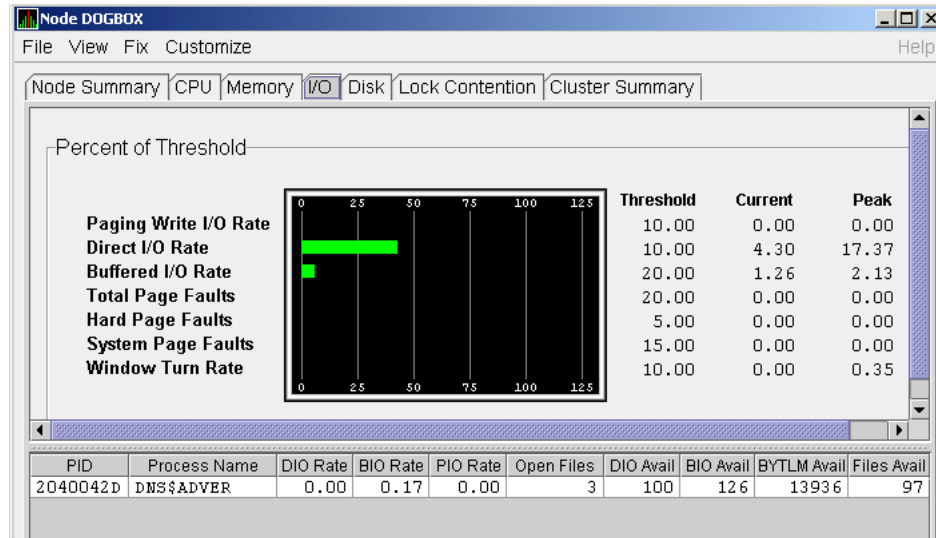 Node DOGBOX
File View Fix Customize Help
Node Summary CPU Memory I/O Disk Lock Contention Cluster Summary
Percent of Threshold
0 25 50 75 100 125 Threshold Current Peak
Paging Write I/O Rate 10.00 0.00 0.00
Direct I/O Rate 10.00 4.30 17.37
Buffered I/O Rate 20.00 1.26 2.13
Total Page Faults 20.00 0.00 0.00
Hard Page Faults 5.00 0.00 0.00
System Page Faults 15.00 0.00 0.00
Window Turn Rate 10.00 0.00 0.35
0 25 50 75 100 125
PID Process Name DIO Rate BIO Rate PIO Rate Open Files DIO Avail BIO Avail BYTLM Avail Files Avail
2040042D DNS$ADVER 0.00 0.17 0.00 3 100 126 13936 97